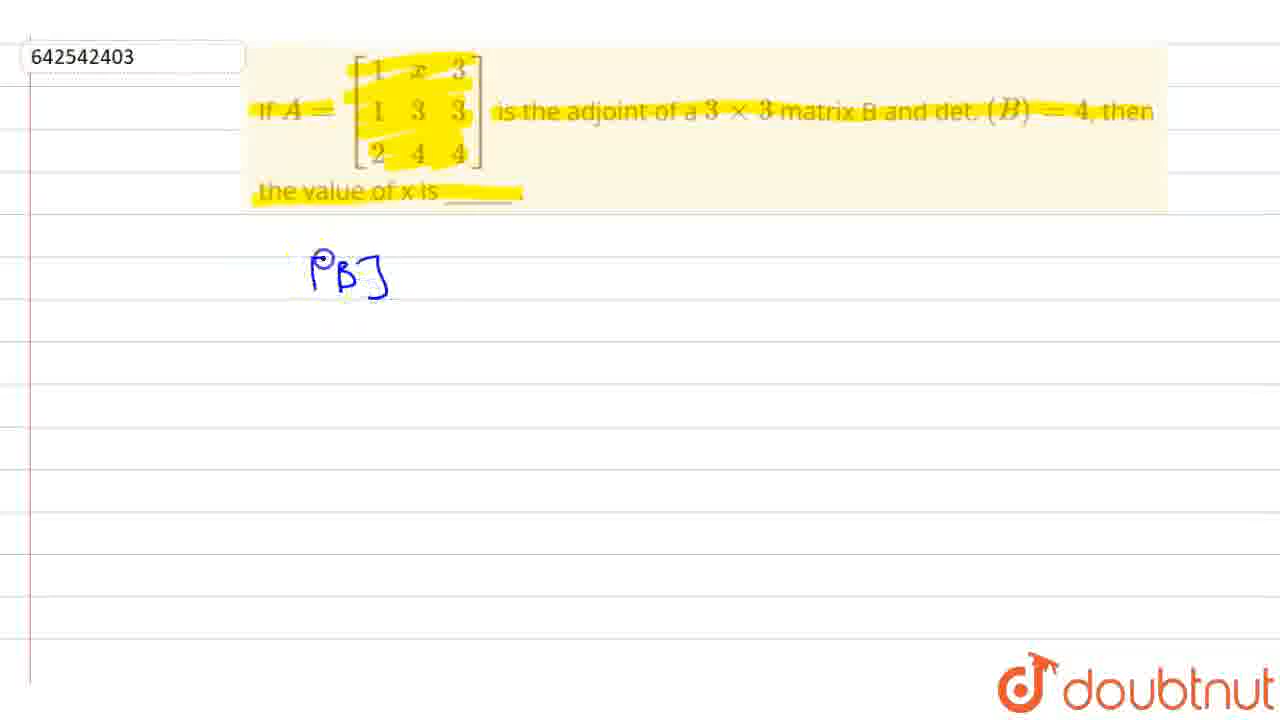 642542403
If A = [1 x 3
1 3 3
2 4 4] is the adjoint of a 3 × 3 matrix B and det. (B) = 4, then
the value of x is ______ .
[B]
doubtnut